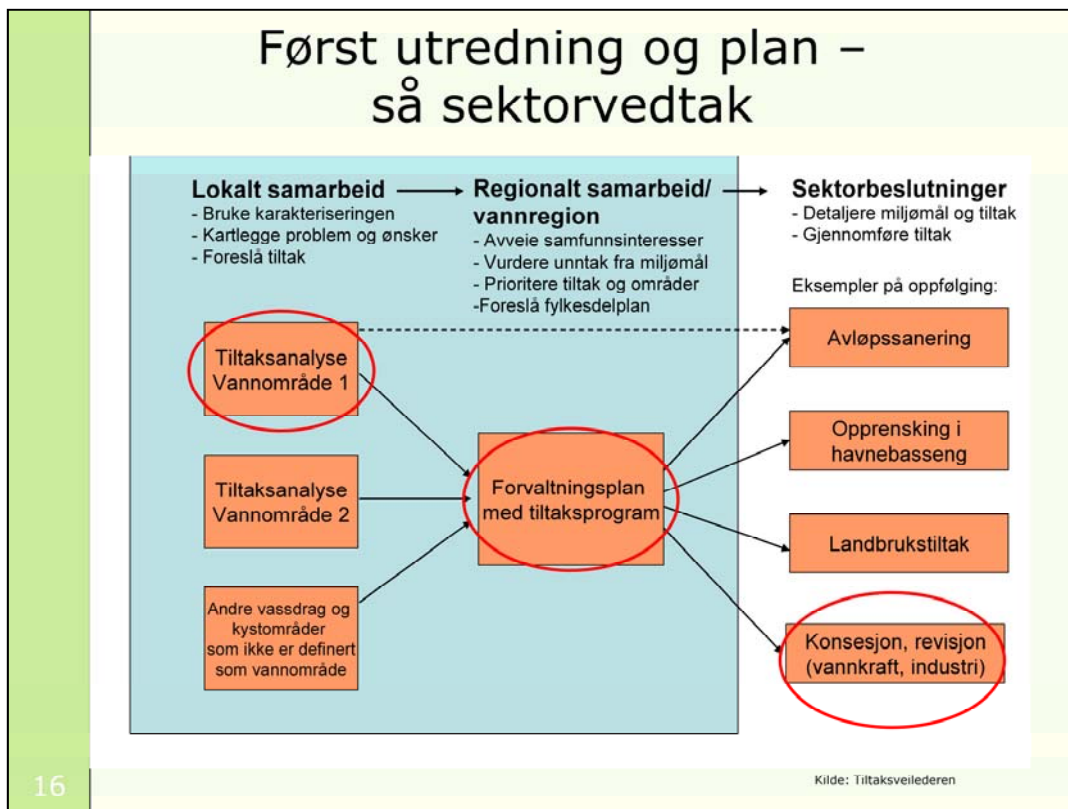 Først utredning og plan –
så sektorvedtak
Lokalt samarbeid
- Bruke karakteriseringen
- Kartlegge problem og ønsker
- Foreslå tiltak
Regionalt samarbeid/
vannregion
- Avveie samfunnsinteresser
- Vurdere unntak fra miljømål
- Prioritere tiltak og områder
-Foreslå fylkesdelplan
Sektorbeslutninger
- Detaljere miljømål og tiltak
- Gjennomføre tiltak
Eksempler på oppfølging:
Tiltaksanalyse
Vannområde 1
Tiltaksanalyse
Vannområde 2
Andre vassdrag og
kystområder
som ikke er definert
som vannområde
Forvaltningsplan
med tiltaksprogram
Avløpssanering
Opprensking i
havnebasseng
Landbrukstiltak
Konsesjon, revisjon
(vannkraft, industri)
16
Kilde: Tiltaksveilederen